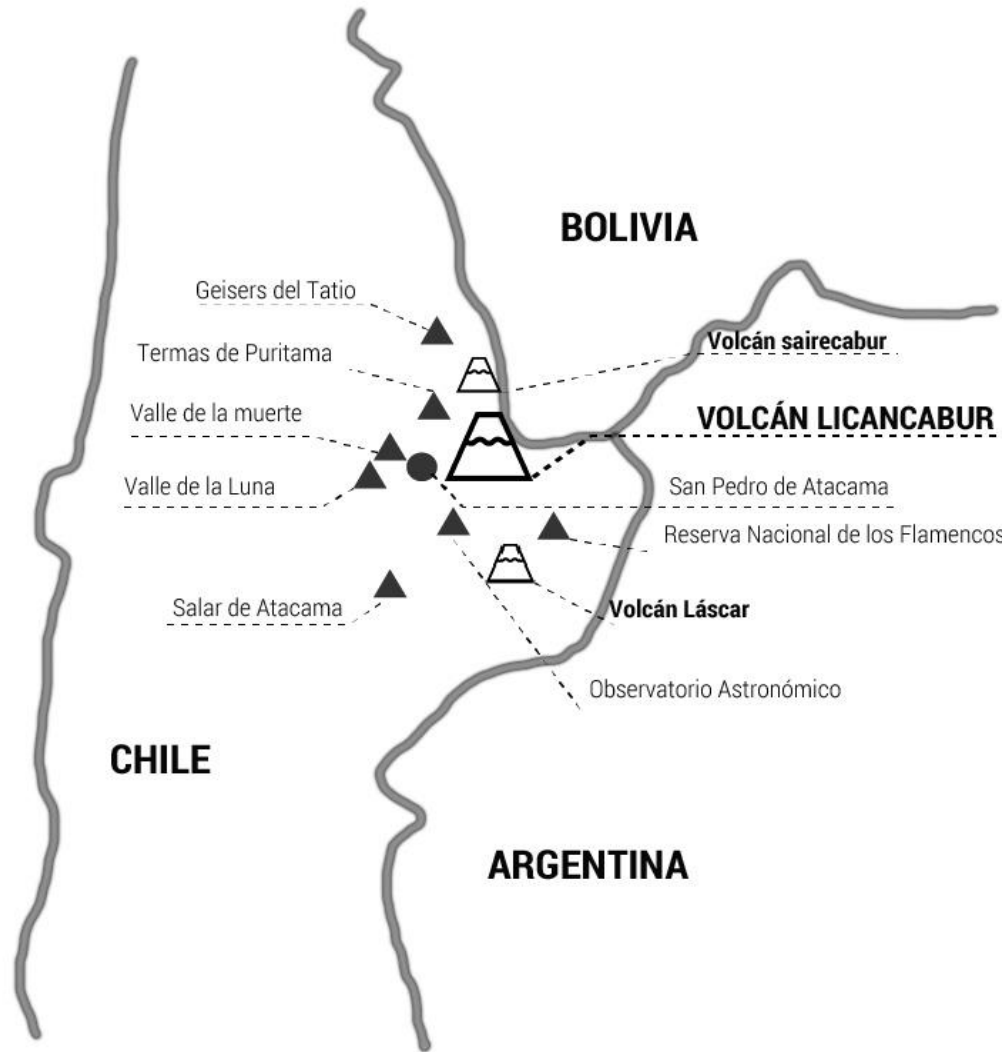 BOLIVIA
Geisers del Tatio
Volcán sairecabur
Termas de Puritama
Valle de la muerte
VOLCÁN LICANCABUR
Valle de la Luna
San Pedro de Atacama
Reserva Nacional de los Flamencos
Salar de Atacama
Volcán Láscar
Observatorio Astronómico
CHILE
ARGENTINA